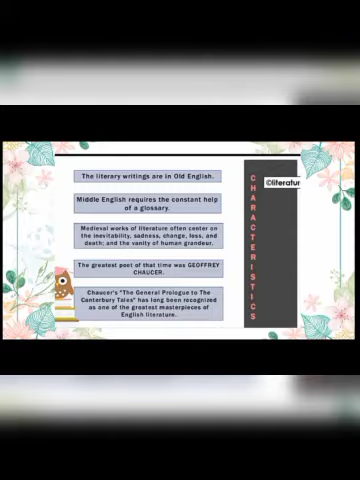 The literary writings are in Old English.
Middle English requires the constant help
of a glossary.
Medieval works of literature often center on
the inevitability, sadness, change, loss, and
death; and the vanity of human grandeur.
The greatest poet of that time was GEOFFREY
CHAUCER.
Chaucer's "The General Prologue to The
Canterbury Tales" has long been recognized
as one of the greatest masterpieces of
English literature.
CHARACTERISTICS
©literatur